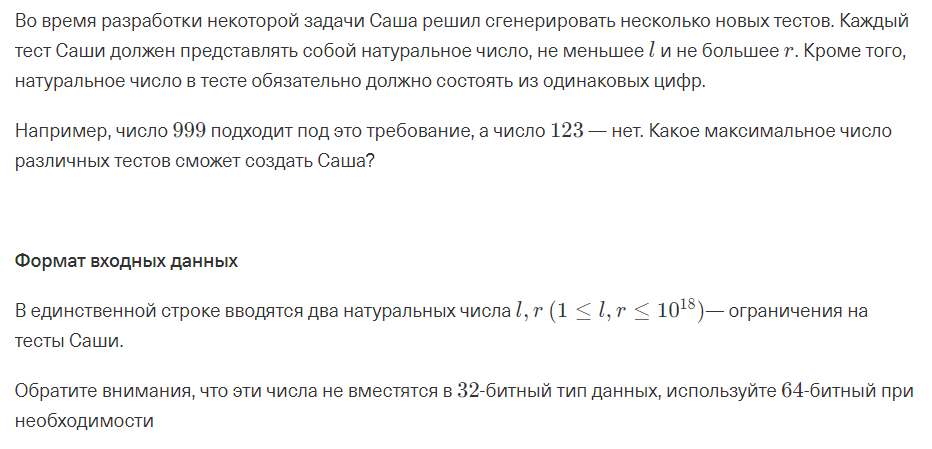 Во время разработки некоторой задачи Саша решил сгенерировать несколько новых тестов. Каждый
тест Саши должен представлять собой натуральное число, не меньшее l и не большее r. Кроме того,
натуральное число в тесте обязательно должно состоять из одинаковых цифр.
Например, число 999 подходит под это требование, а число 123 — нет. Какое максимальное число
различных тестов сможет создать Саша?
Формат входных данных
В единственной строке вводятся два натуральных числа l, r (1 ≤ l, r ≤ 10¹⁸)— ограничения на
тесты Саши.
Обратите внимания, что эти числа не вместятся в 32-битный тип данных, используйте 64-битный при
необходимости